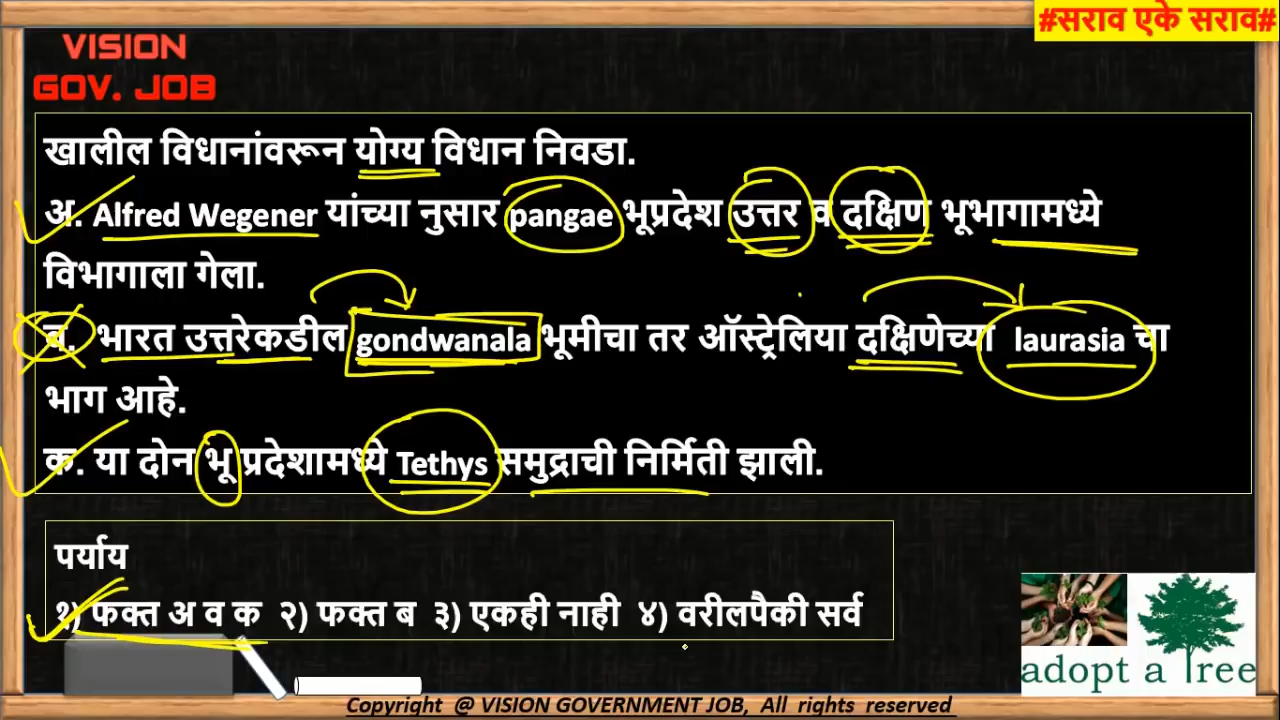 #सराव एके सराव#
VISION
GOV. JOB
खालील विधानांवरून योग्य विधान निवडा.
अ. Alfred Wegener यांच्या नुसार pangae भूप्रदेश उत्तर व दक्षिण भूभागामध्ये
विभागाला गेला.
ब. भारत उत्तरेकडील gondwanala भूमीचा तर ऑस्ट्रेलिया दक्षिणेच्या laurasia चा
भाग आहे.
क. या दोन भू प्रदेशामध्ये Tethys समुद्राची निर्मिती झाली.
पर्याय
१) फक्त अ व क २) फक्त ब ३) एकही नाही ४) वरीलपैकी सर्व
adopt a Tree
Copyright @ VISION GOVERNMENT JOB, All rights reserved